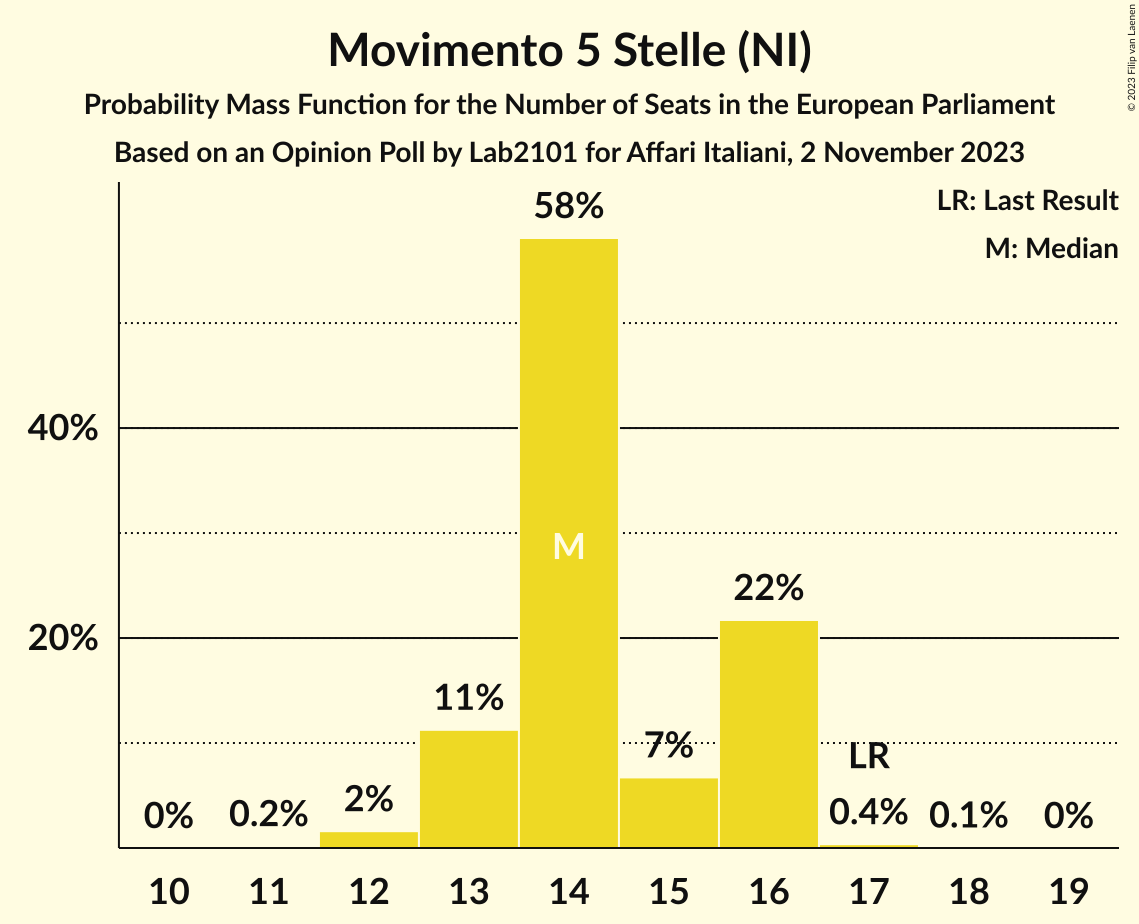 Movimento 5 Stelle (NI)
Probability Mass Function for the Number of Seats in the European Parliament
Based on an Opinion Poll by Lab2101 for Affari Italiani, 2 November 2023
© 2023 Filip van Laenen
LR: Last Result
M: Median
58%
40%
M
22%
20%
11%
7%
LR
2%
0% 0.2% 0.4% 0.1% 0%
10 11 12 13 14 15 16 17 18 19